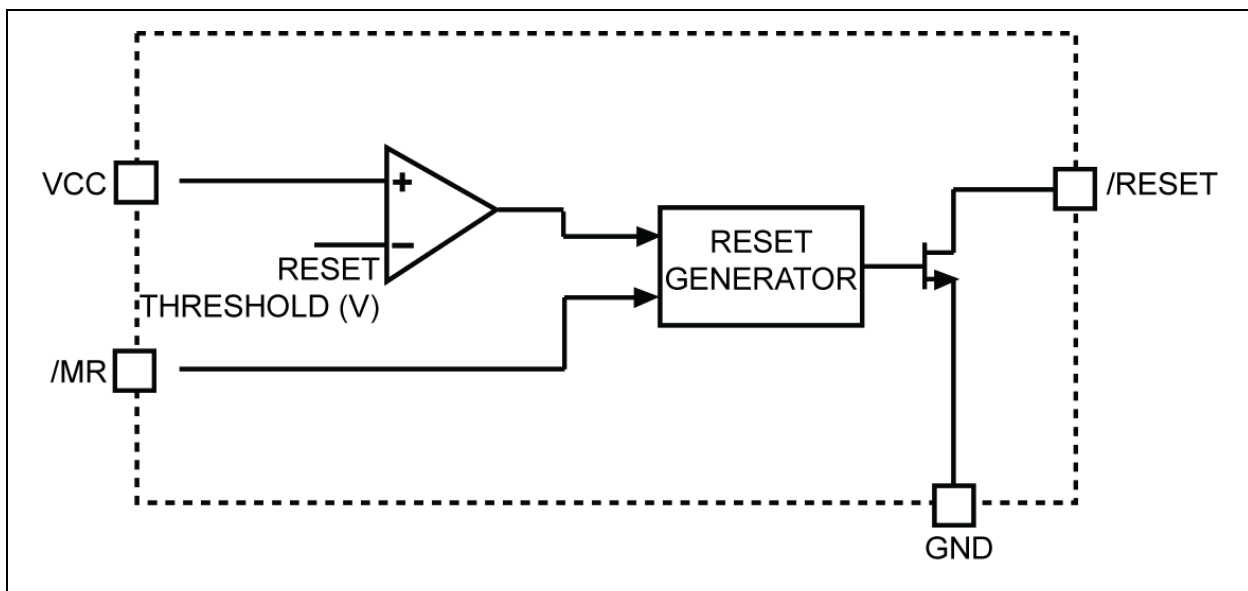 VCC
+
−
RESET
THRESHOLD (V)
/MR
RESET
GENERATOR
/RESET
GND